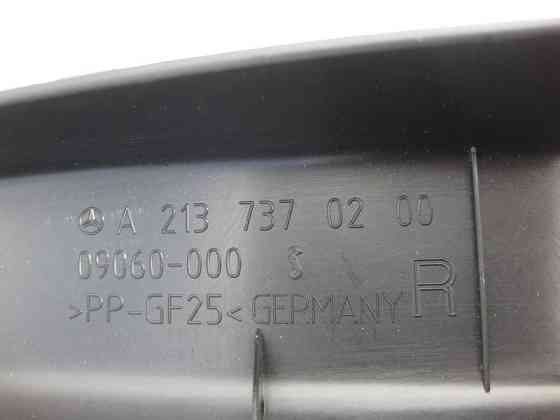 A 213 737 02 00
09060-000
>PP-GF25< GERMANY R